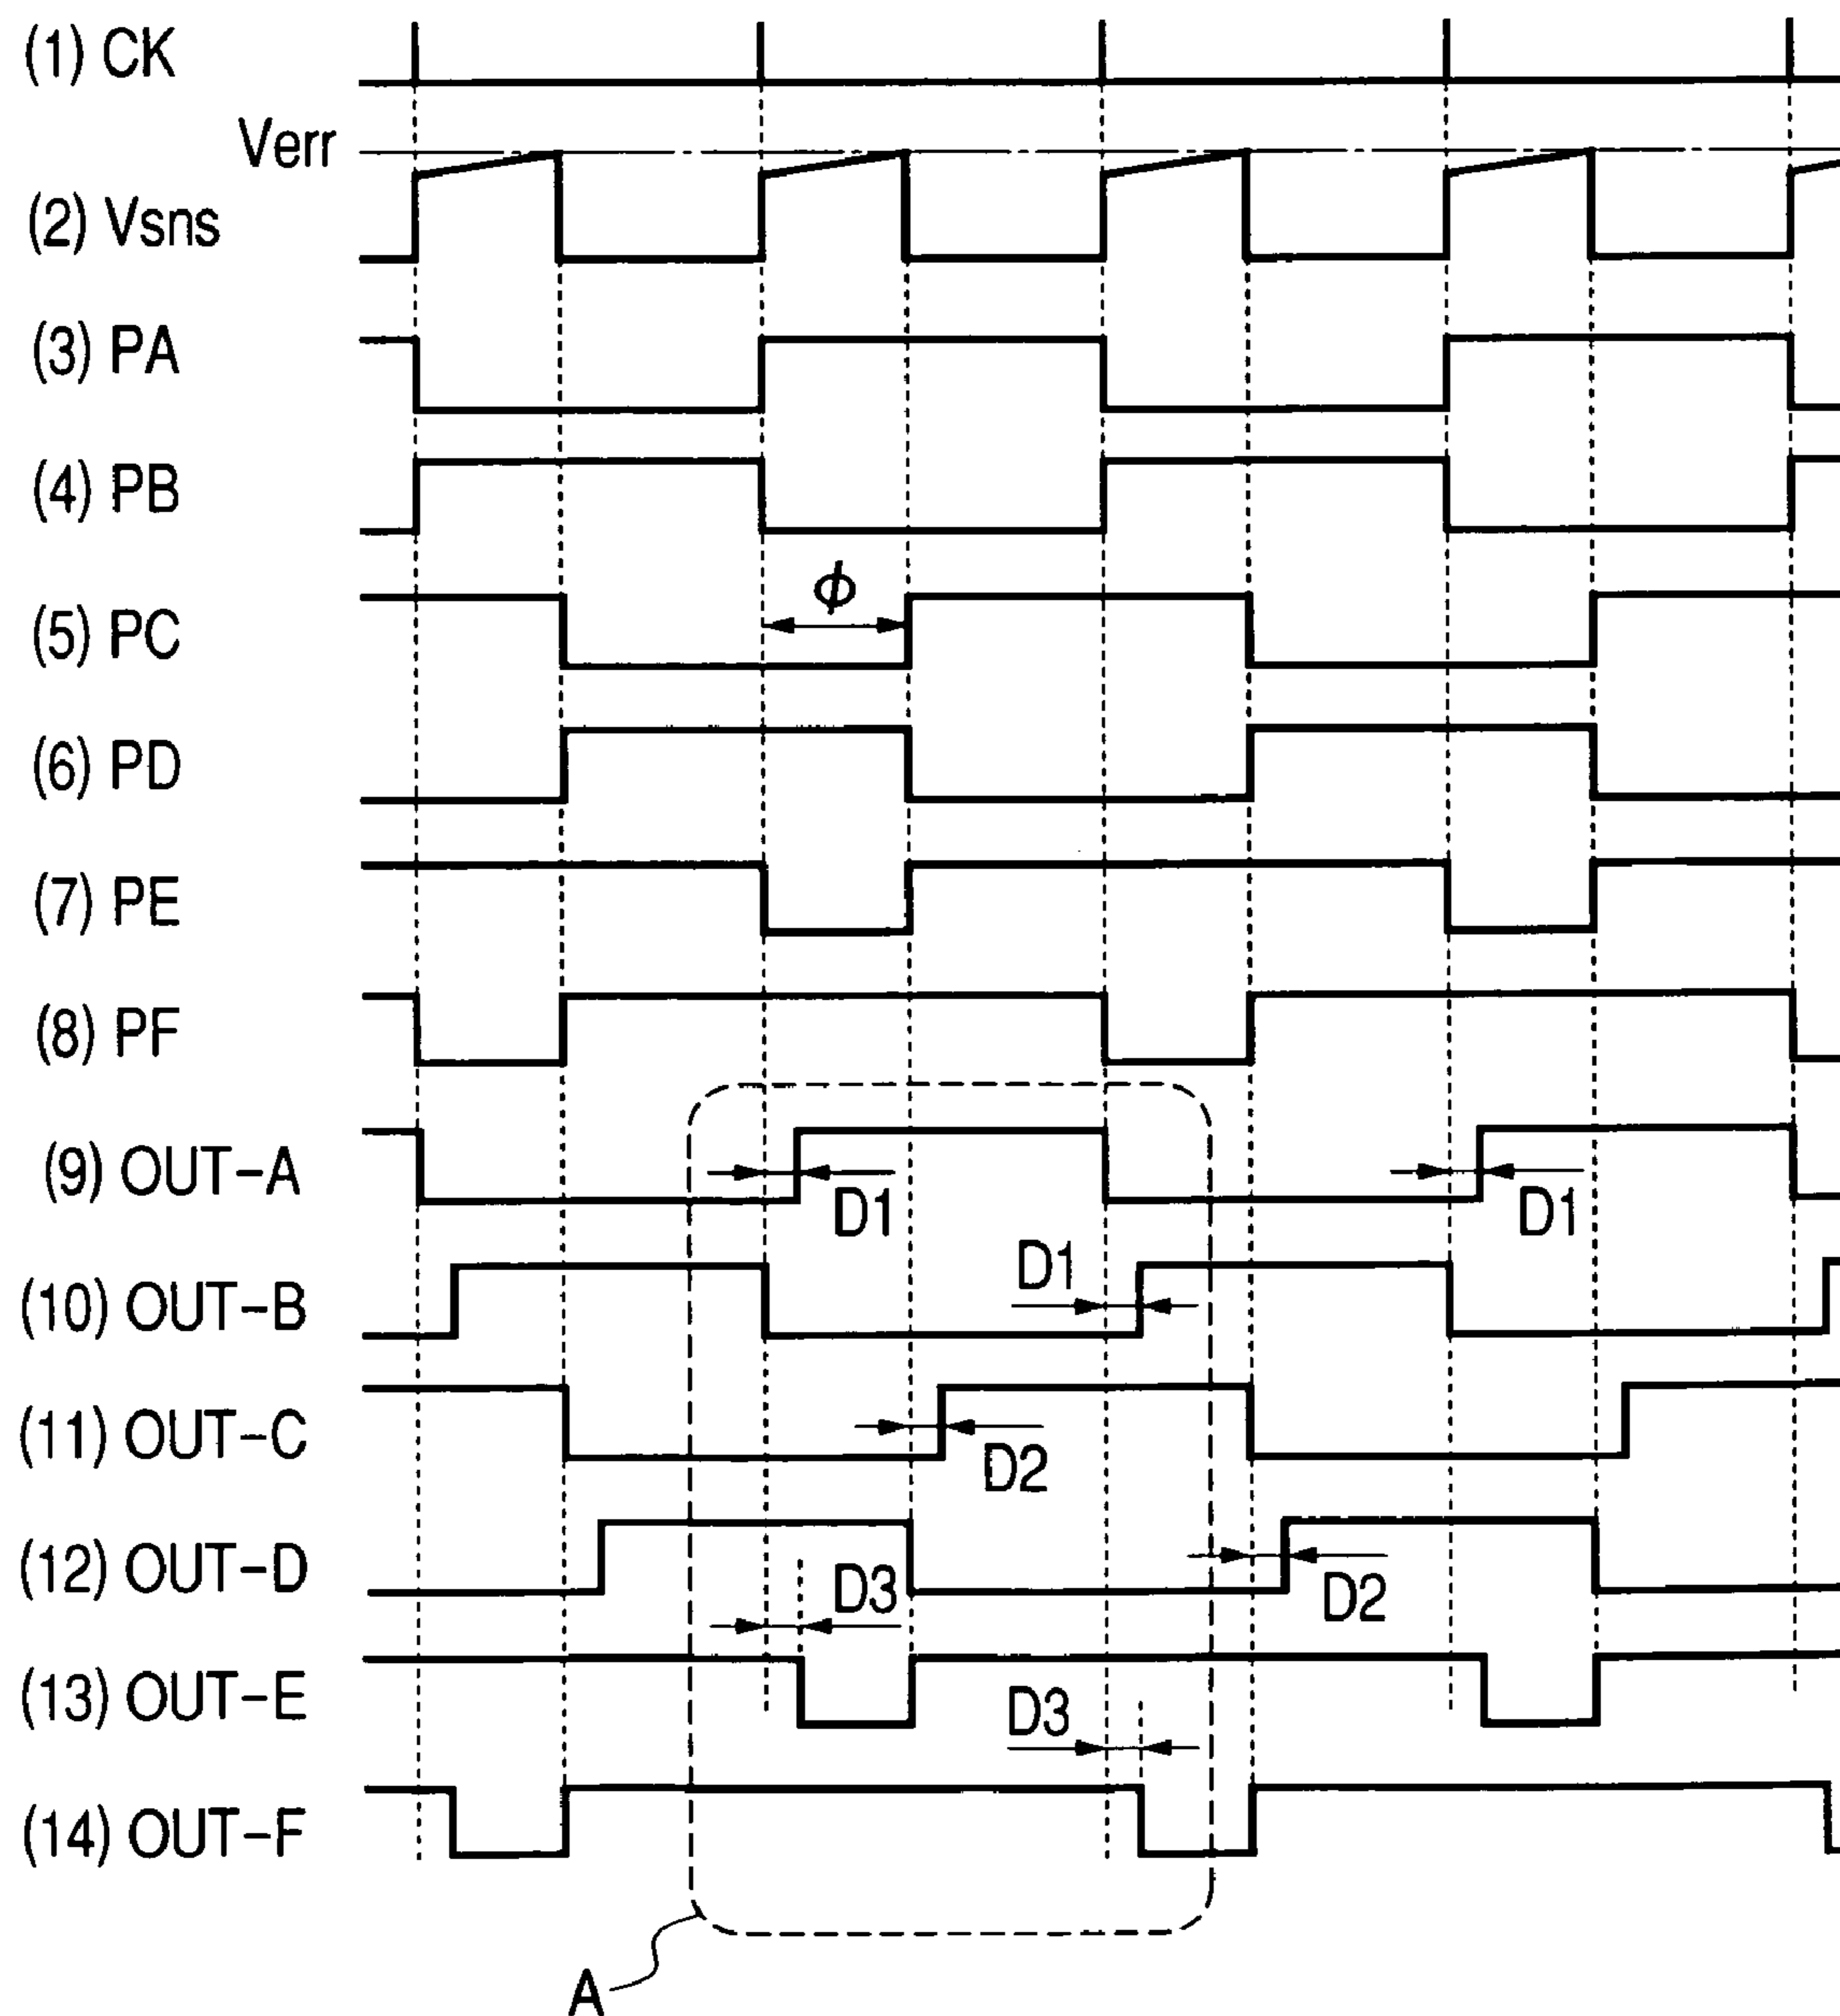 (1) CK
Verr
(2) Vsns
(3) PA
(4) PB
ϕ
(5) PC
(6) PD
(7) PE
(8) PF
(9) OUT-A
D1
D1
D1
(10) OUT-B
(11) OUT-C
D2
(12) OUT-D
D3
D2
(13) OUT-E
D3
(14) OUT-F
A